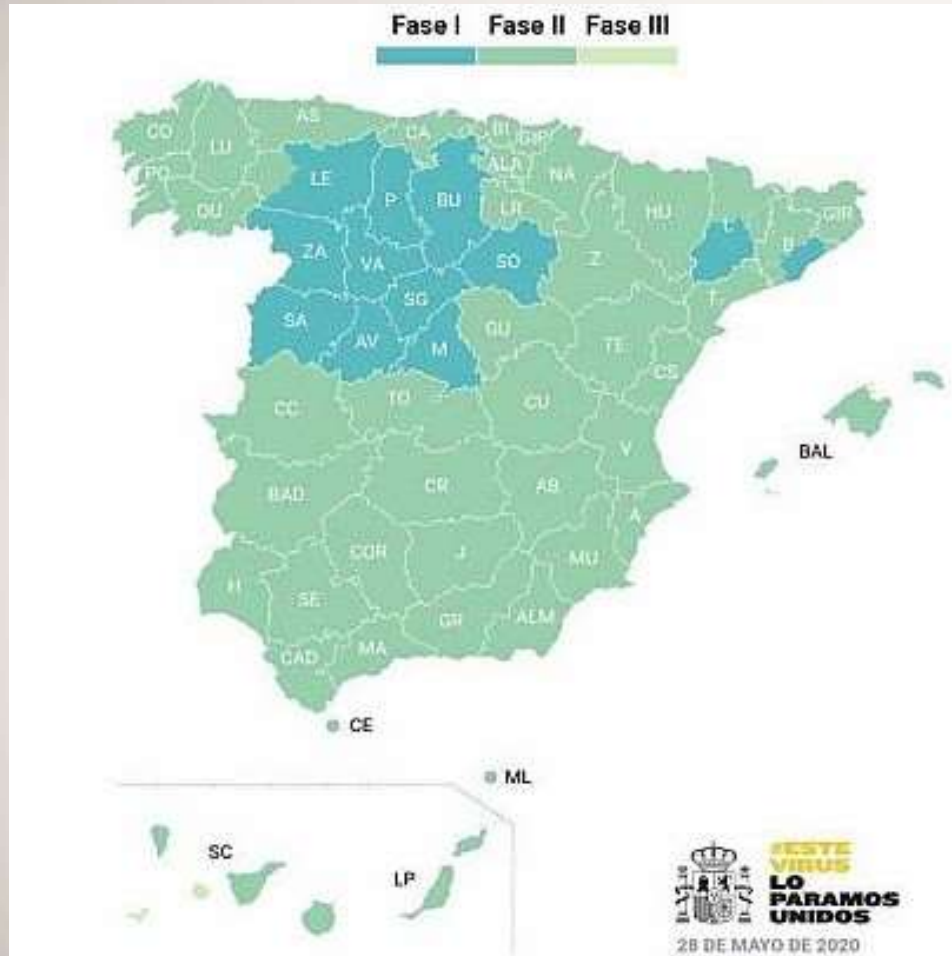 Fase I Fase II Fase III
CO
LU
AS
CA
BI
GIP
PO
OU
LE
P
BU
ALA
NA
LR
HU
L
GIR
B
ZA
VA
SO
Z
SG
T
SA
AV
M
GU
TE
CS
CC
TO
CU
V
BAL
BAD
CR
AB
A
COR
J
MU
H
SE
GR
ALM
CAD
MA
CE
ML
SC
LP
#ESTE
VIRUS
LO
PARAMOS
UNIDOS
28 DE MAYO DE 2020